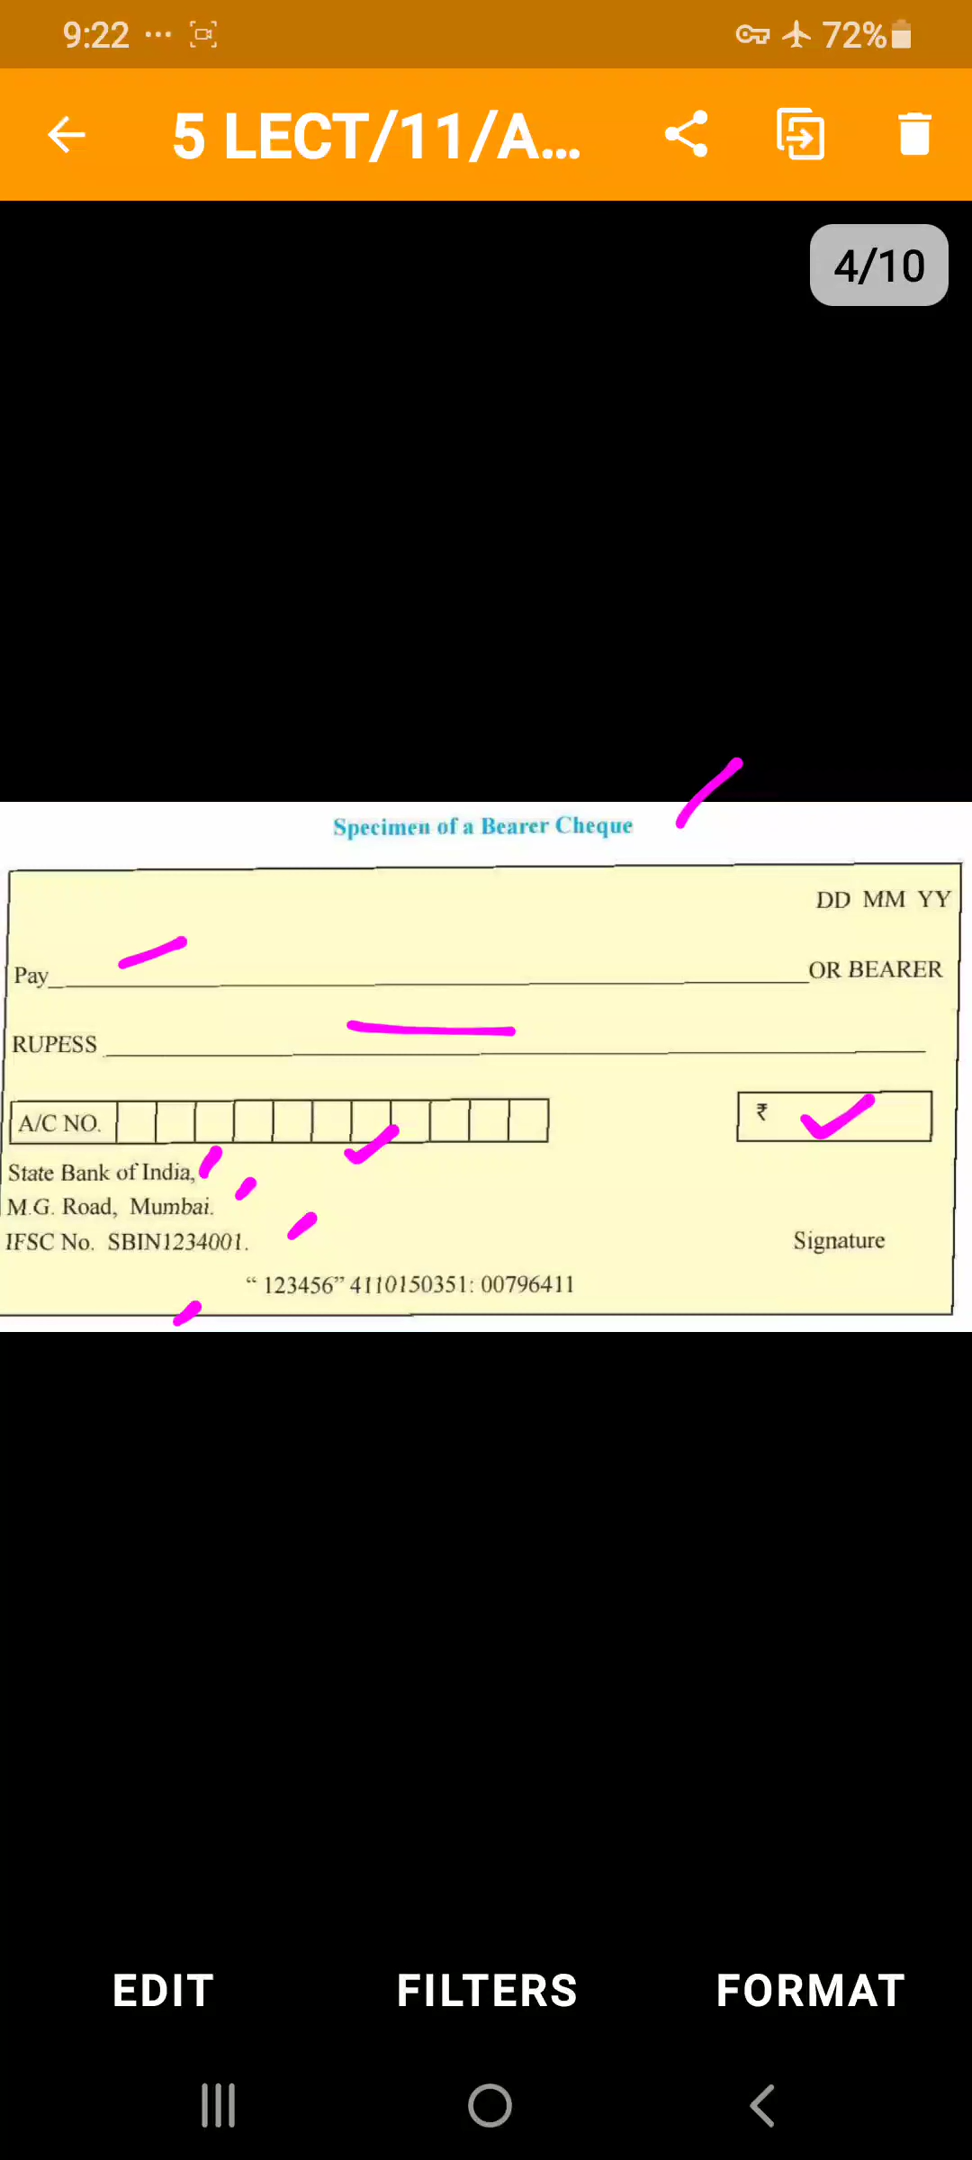 9:22 ... 72%
5 LECT/11/A...
4/10
Specimen of a Bearer Cheque
DD MM YY
Pay OR BEARER
RUPESS
A/C NO. ₹
State Bank of India,
M.G. Road, Mumbai.
IFSC No. SBIN1234001.
Signature
“ 123456” 4110150351: 00796411
EDIT FILTERS FORMAT